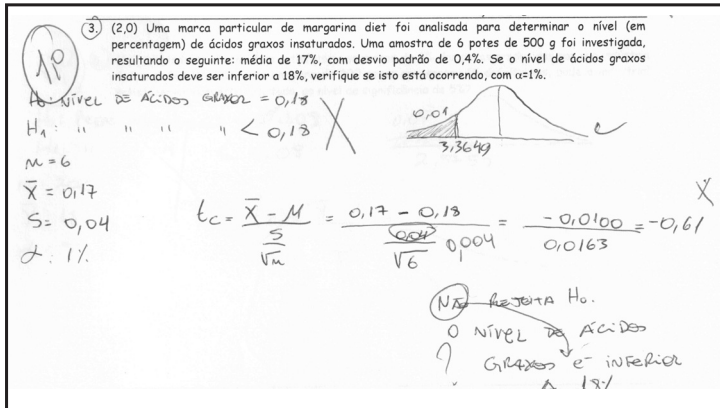 3. (2,0) Uma marca particular de margarina diet foi analisada para determinar o nível (em
percentagem) de ácidos graxos insaturados. Uma amostra de 6 potes de 500 g foi investigada,
resultando o seguinte: média de 17%, com desvio padrão de 0,4%. Se o nível de ácidos graxos
insaturados deve ser inferior a 18%, verifique se isto está ocorrendo, com α=1%.
1,0
H0: NÍVEL DE ÁCIDOS GRAXOS = 0,18
H1: " " " " < 0,18
0,01
3,3649
n = 6
X̄ = 0,17
S = 0,04
α: 1%
tc = X̄ - M / S / √n = 0,17 - 0,18 / 0,04 / √6 = -0,0100 / 0,0163 = -0,61
0,004
NÃO REJEITA H0.
O NÍVEL DE ÁCIDOS
? GRAXOS é INFERIOR
A 18%